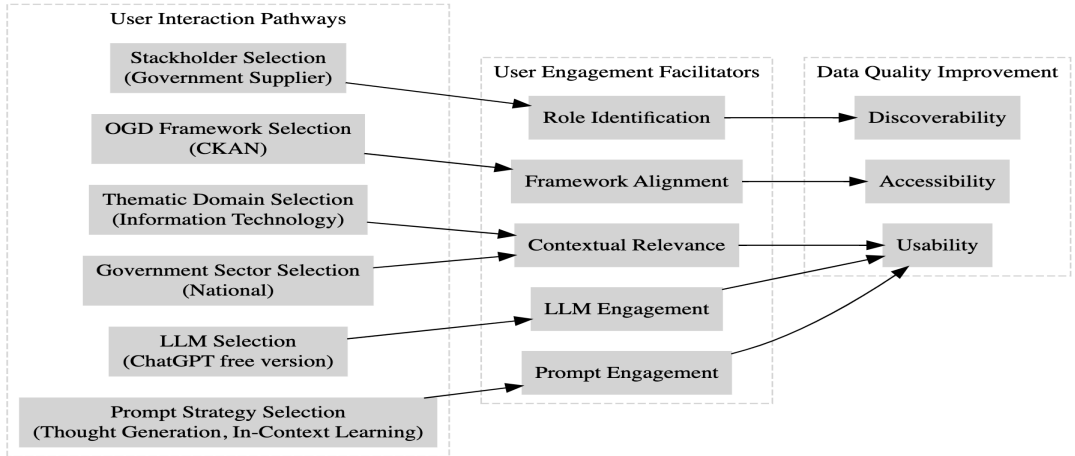 User Interaction Pathways
Stackholder Selection
(Government Supplier)
OGD Framework Selection
(CKAN)
Thematic Domain Selection
(Information Technology)
Government Sector Selection
(National)
LLM Selection
(ChatGPT free version)
Prompt Strategy Selection
(Thought Generation, In-Context Learning)
User Engagement Facilitators
Role Identification
Framework Alignment
Contextual Relevance
LLM Engagement
Prompt Engagement
Data Quality Improvement
Discoverability
Accessibility
Usability